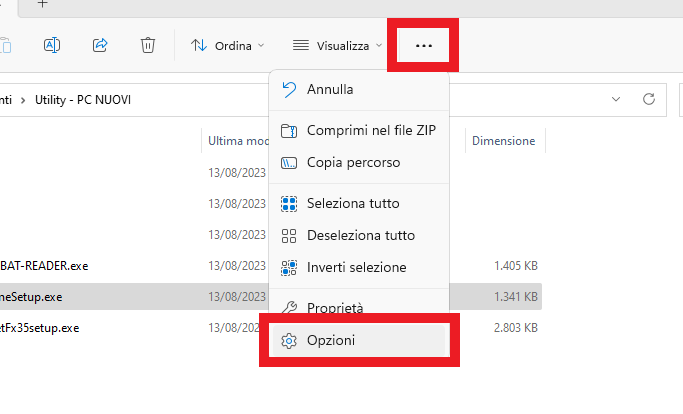 Ordina
Visualizza
Annulla
nti > Utility - PC NUOVI
Comprimi nel file ZIP
Ultima mod
Dimensione
Copia percorso
13/08/2023
13/08/2023
Seleziona tutto
13/08/2023
Deseleziona tutto
BAT-READER.exe
13/08/2023
Inverti selezione
1.405 KB
neSetup.exe
13/08/2023
1.341 KB
Proprietà
etFx35setup.exe
13/08/202
2.803 KB
Opzioni